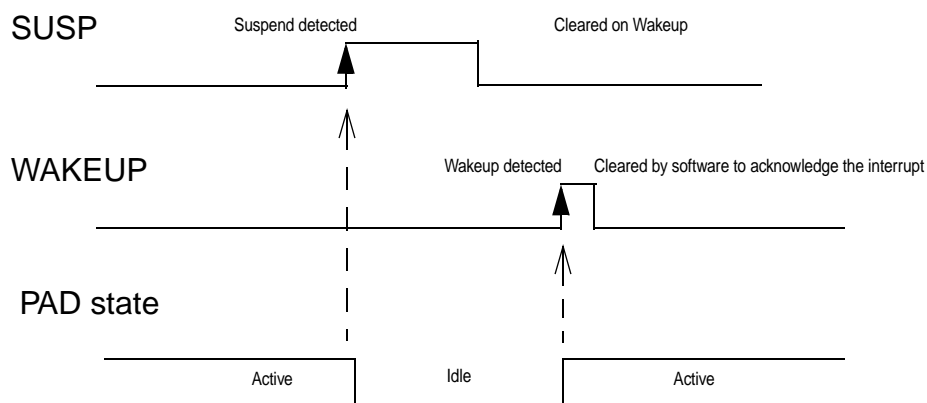 SUSP
Suspend detected
Cleared on Wakeup
WAKEUP
Wakeup detected
Cleared by software to acknowledge the interrupt
PAD state
Active
Idle
Active